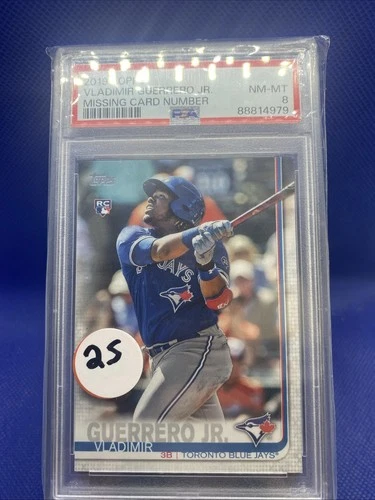 2019 TOPPS
VLADIMIR GUERRERO JR. NM-MT
MISSING CARD NUMBER 8
PSA 88814979
Topps
RC
JAYS
25
GUERRERO JR.
VLADIMIR
3B | TORONTO BLUE JAYS®